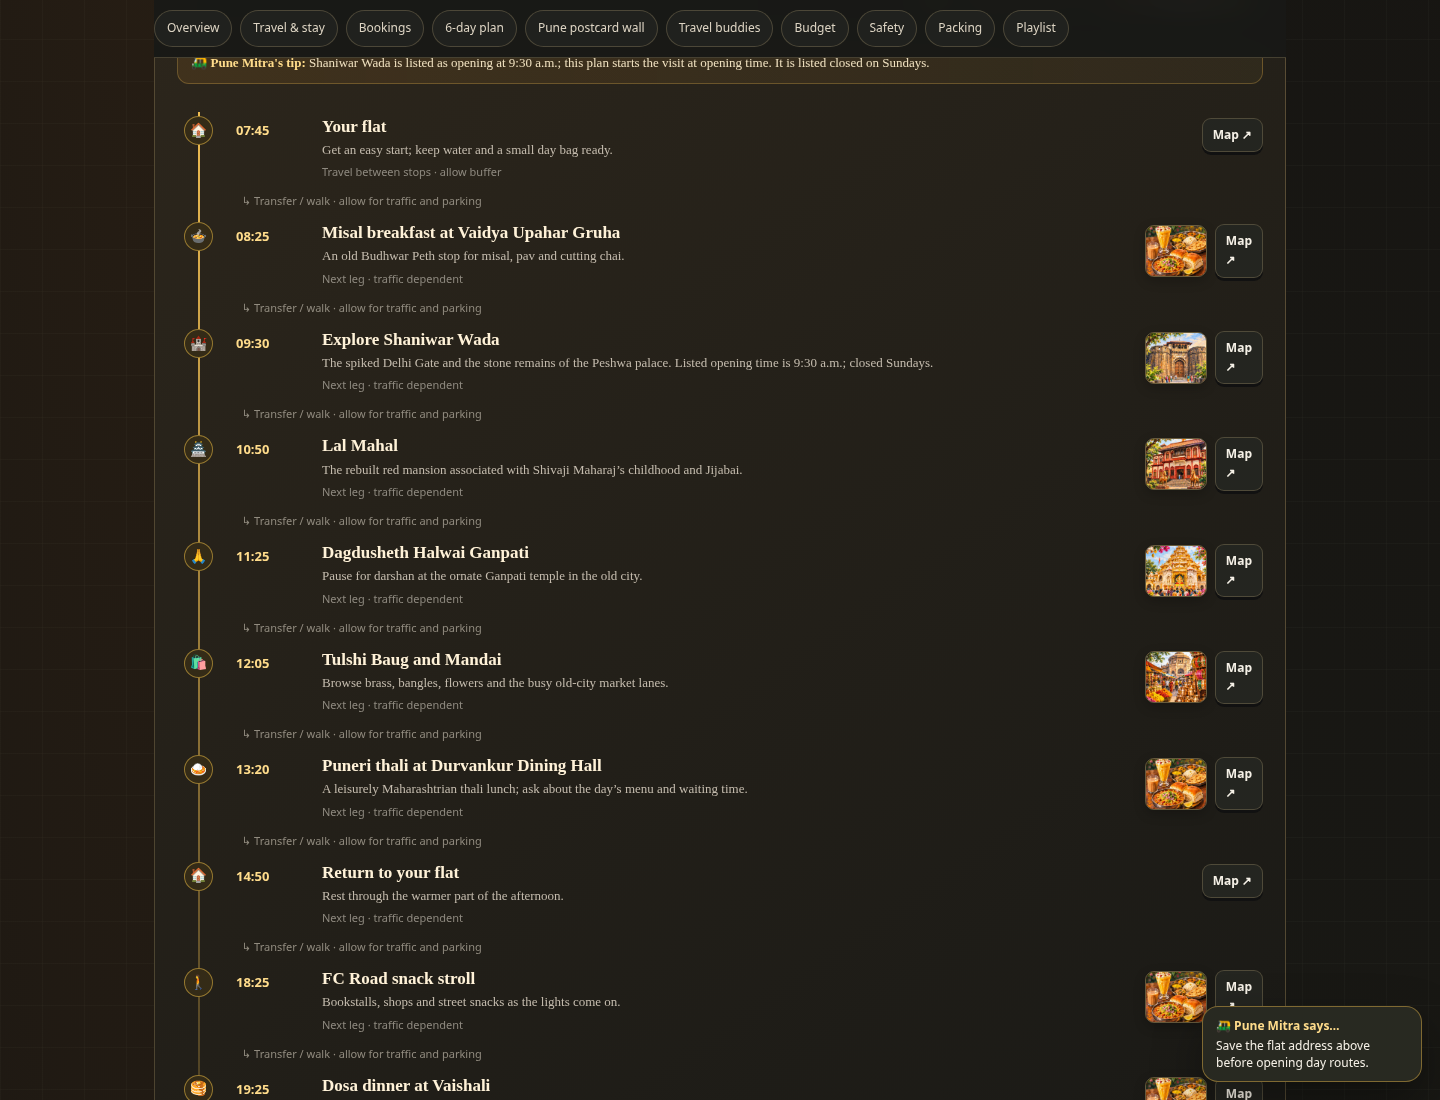 Overview
Travel & stay
Bookings
6-day plan
Pune postcard wall
Travel buddies
Budget
Safety
Packing
Playlist
Pune Mitra's tip: Shaniwar Wada is listed as opening at 9:30 a.m.; this plan starts the visit at opening time. It is listed closed on Sundays.
07:45
Your flat
Map ↗
Get an easy start; keep water and a small day bag ready.
Travel between stops · allow buffer
↳ Transfer / walk · allow for traffic and parking
08:25
Misal breakfast at Vaidya Upahar Gruha
Map ↗
An old Budhwar Peth stop for misal, pav and cutting chai.
Next leg · traffic dependent
↳ Transfer / walk · allow for traffic and parking
09:30
Explore Shaniwar Wada
Map ↗
The spiked Delhi Gate and the stone remains of the Peshwa palace. Listed opening time is 9:30 a.m.; closed Sundays.
Next leg · traffic dependent
↳ Transfer / walk · allow for traffic and parking
10:50
Lal Mahal
Map ↗
The rebuilt red mansion associated with Shivaji Maharaj’s childhood and Jijabai.
Next leg · traffic dependent
↳ Transfer / walk · allow for traffic and parking
11:25
Dagdusheth Halwai Ganpati
Map ↗
Pause for darshan at the ornate Ganpati temple in the old city.
Next leg · traffic dependent
↳ Transfer / walk · allow for traffic and parking
12:05
Tulshi Baug and Mandai
Map ↗
Browse brass, bangles, flowers and the busy old-city market lanes.
Next leg · traffic dependent
↳ Transfer / walk · allow for traffic and parking
13:20
Puneri thali at Durvankur Dining Hall
Map ↗
A leisurely Maharashtrian thali lunch; ask about the day’s menu and waiting time.
Next leg · traffic dependent
↳ Transfer / walk · allow for traffic and parking
14:50
Return to your flat
Map ↗
Rest through the warmer part of the afternoon.
Next leg · traffic dependent
↳ Transfer / walk · allow for traffic and parking
18:25
FC Road snack stroll
Map
Bookstalls, shops and street snacks as the lights come on.
Next leg · traffic dependent
↳ Transfer / walk · allow for traffic and parking
19:25
Dosa dinner at Vaishali
Map
Pune Mitra says...
Save the flat address above
before opening day routes.